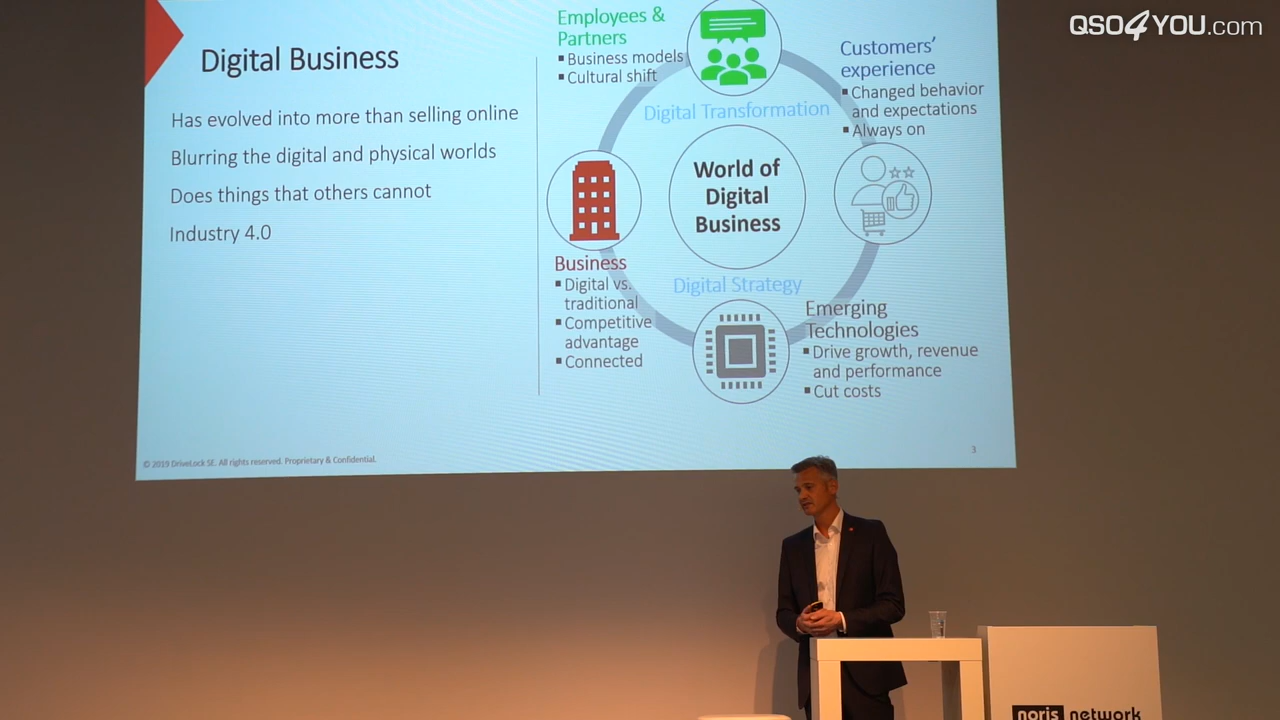 QSO4YOU.com
Digital Business
Has evolved into more than selling online
Blurring the digital and physical worlds
Does things that others cannot
Industry 4.0
Employees &
Partners
▪ Business models
▪ Cultural shift
Customers'
experience
▪ Changed behavior
and expectations
▪ Always on
Digital Transformation
World of
Digital
Business
Digital Strategy
Business
▪ Digital vs.
traditional
▪ Competitive
advantage
▪ Connected
Emerging
Technologies
▪ Drive growth, revenue
and performance
▪ Cut costs
© 2019 DriveLock SE. All rights reserved. Proprietary & Confidential.
3
noris network